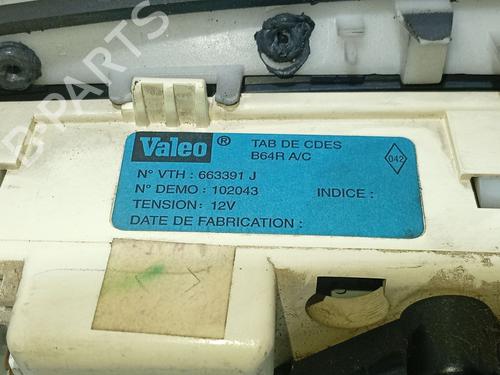 Valeo ® TAB DE CDES
B64R A/C
042
N° VTH : 663391 J
N° DEMO : 102043 INDICE :
TENSION : 12V
DATE DE FABRICATION :
B-PARTS